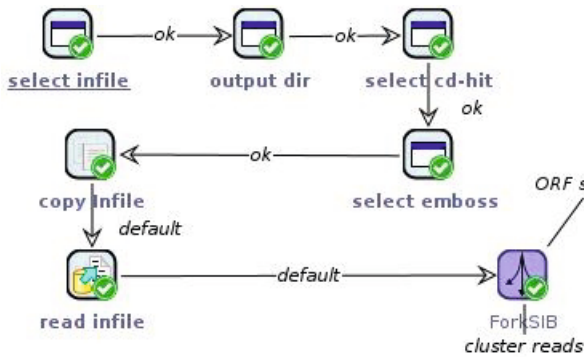 ok
ok
select infile
output dir
select cd-hit
ok
ok
copy Infile
select emboss
ORF s
default
default
read infile
ForkSIB
cluster reads